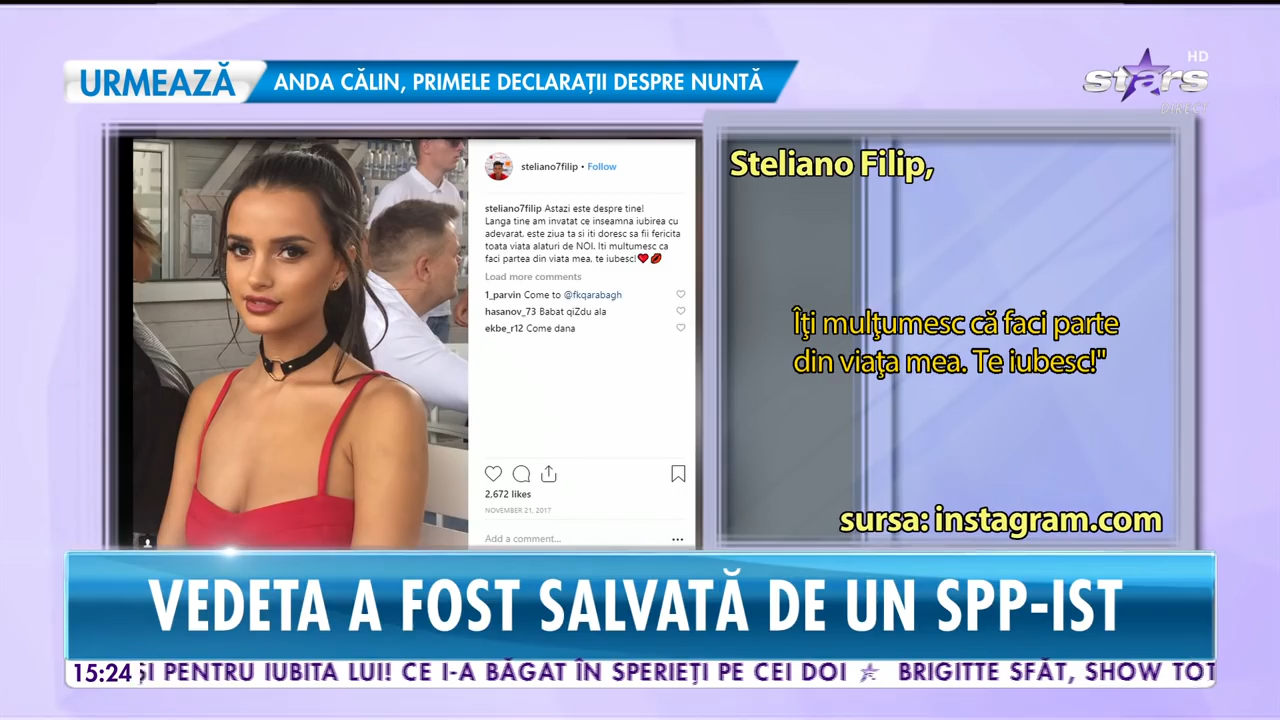 URMEAZĂ
ANDA CĂLIN, PRIMELE DECLARAȚII DESPRE NUNTĂ
HD
stars
DIRECT
steliano7filip • Follow
steliano7filip Astazi este despre tine!
Langa tine am invatat ce inseamna iubirea cu
adevarat, este ziua ta si iti doresc sa fii fericita
toata viata alaturi de NOI. Iti multumesc ca
faci partea din viata mea, te iubesc!❤️💋
Load more comments
1_parvin Come to @fkqarabagh
hasanov_73 Babat qiZdu ala
ekbe_r12 Come dana
2,672 likes
NOVEMBER 21, 2017
Add a comment...
Steliano Filip,
Îţi mulţumesc că faci parte
din viaţa mea. Te iubesc!"
sursa: instagram.com
VEDETA A FOST SALVATĂ DE UN SPP-IST
15:24
ȘI PENTRU IUBITA LUI! CE I-A BĂGAT ÎN SPERIEȚI PE CEI DOI ★ BRIGITTE SFĂT, SHOW TOT